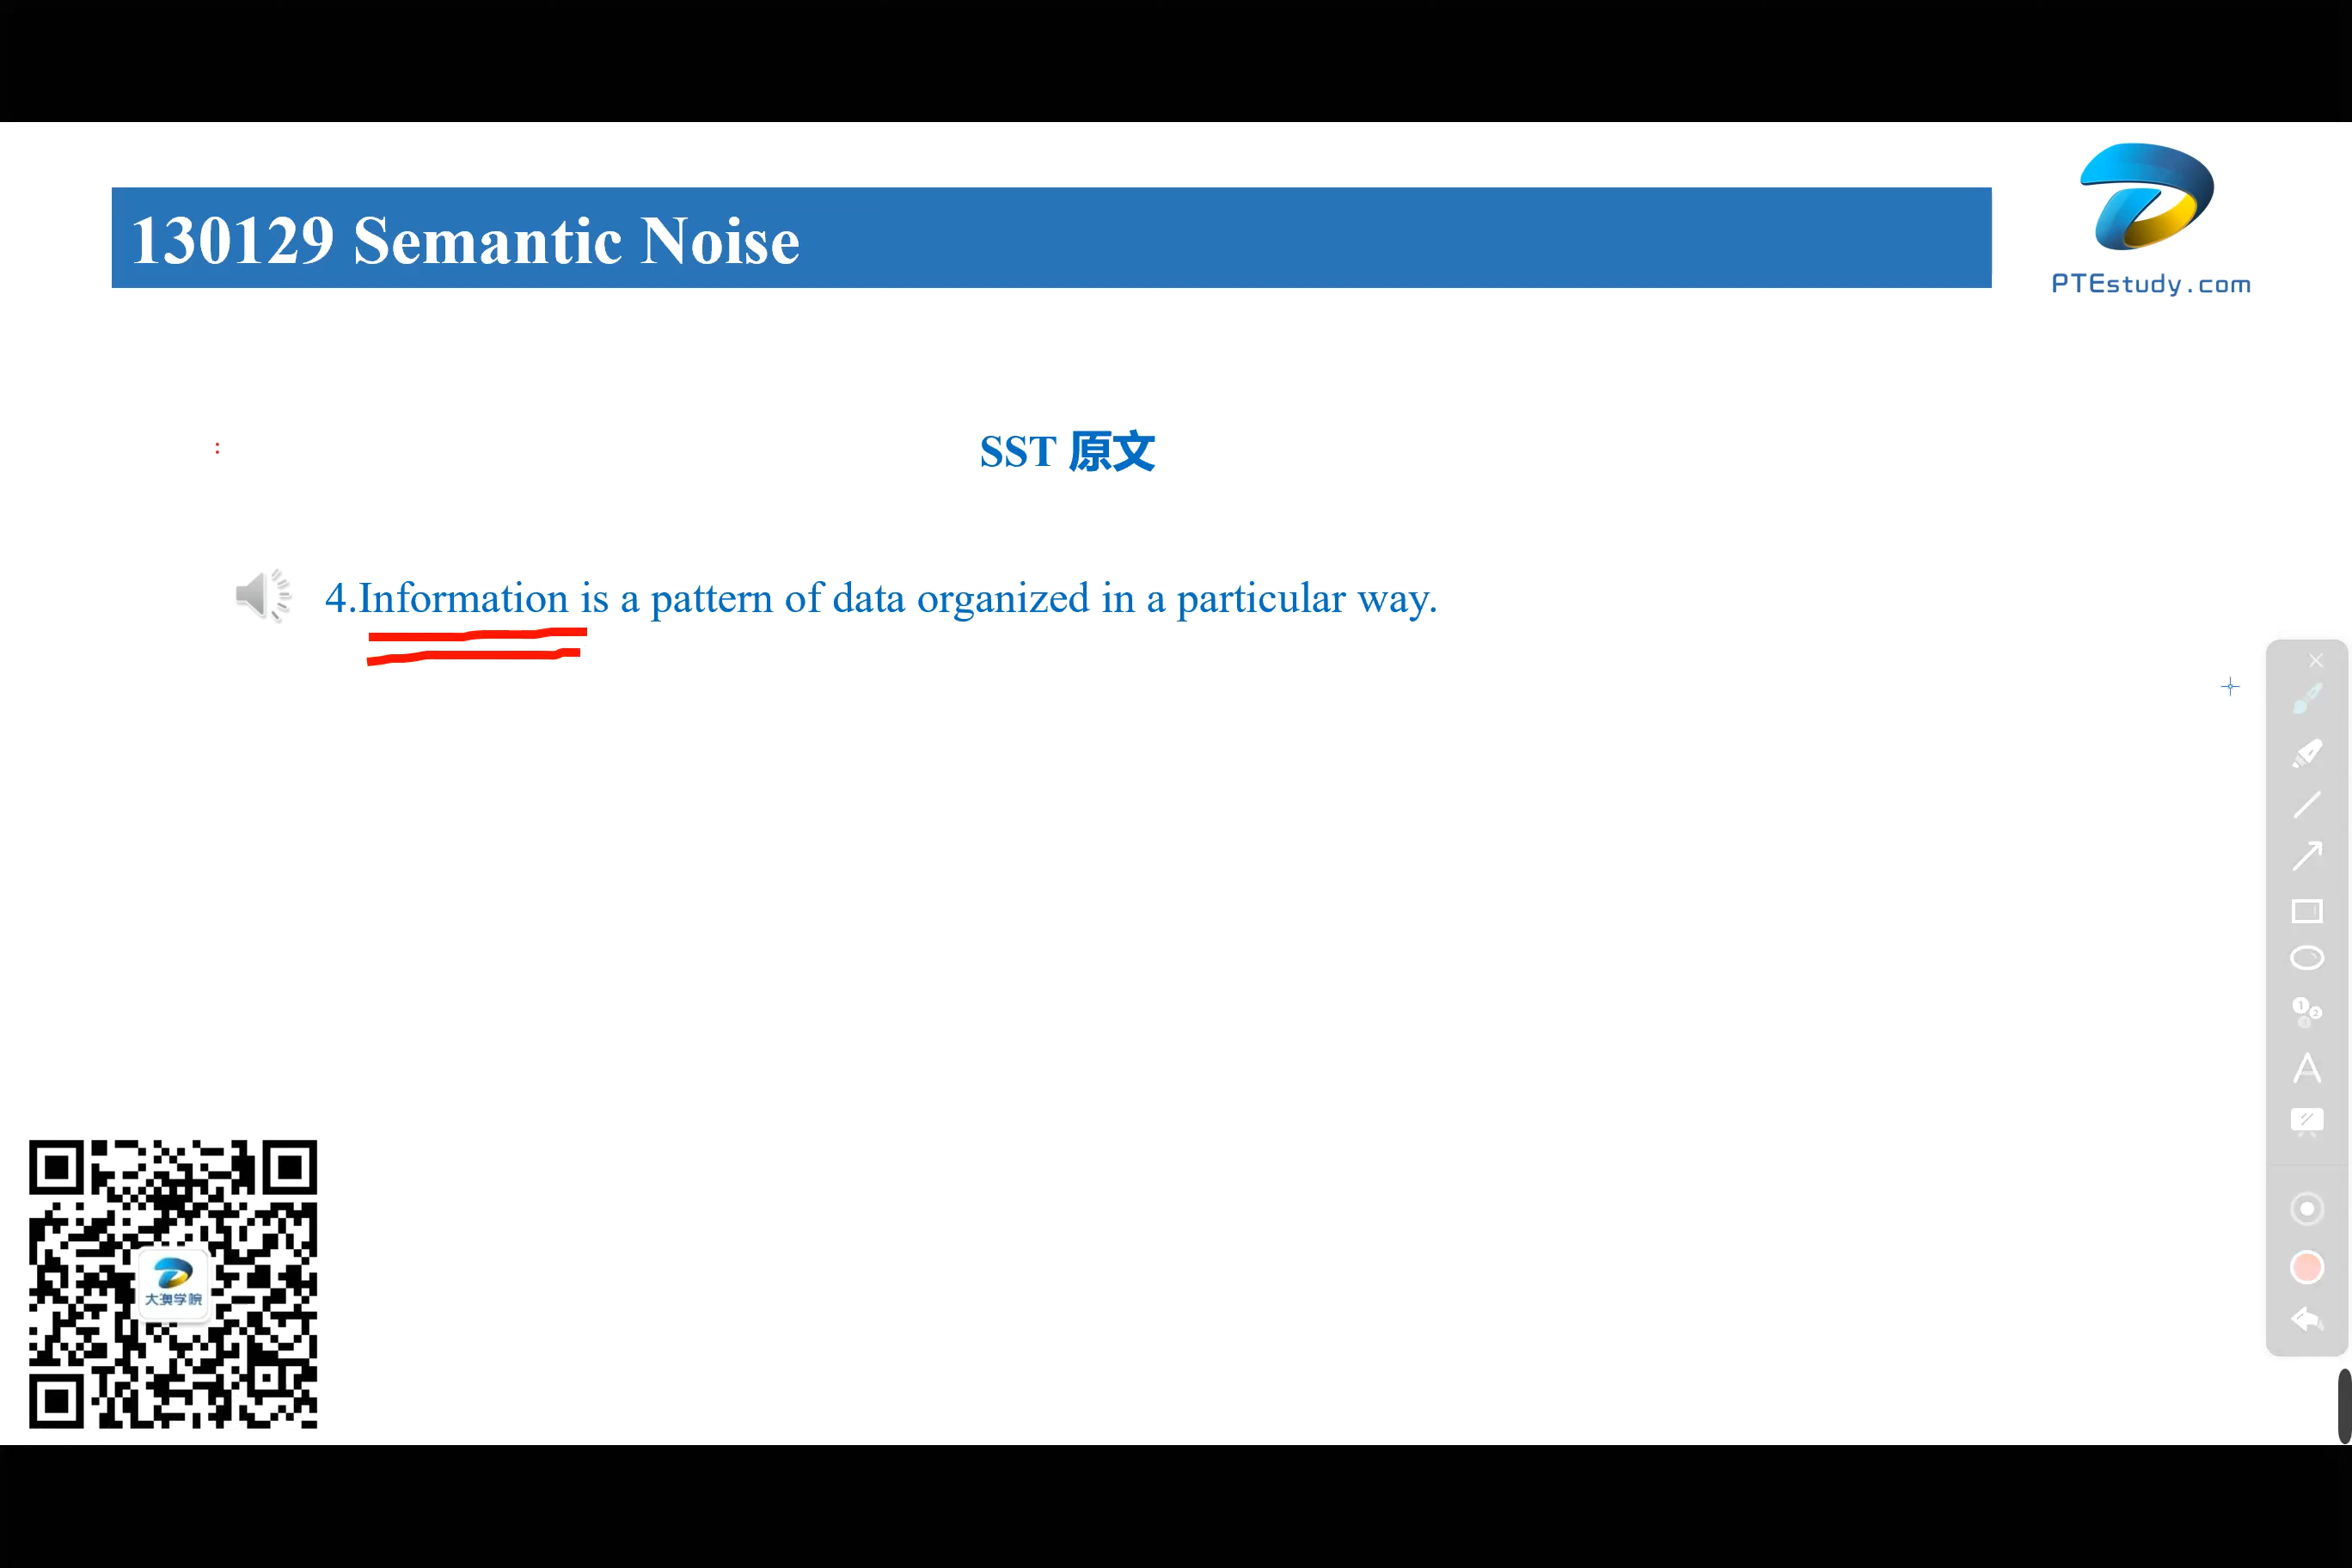 130129 Semantic Noise
PTEstudy.com
:
SST 原文
4.Information is a pattern of data organized in a particular way.
大澳学院